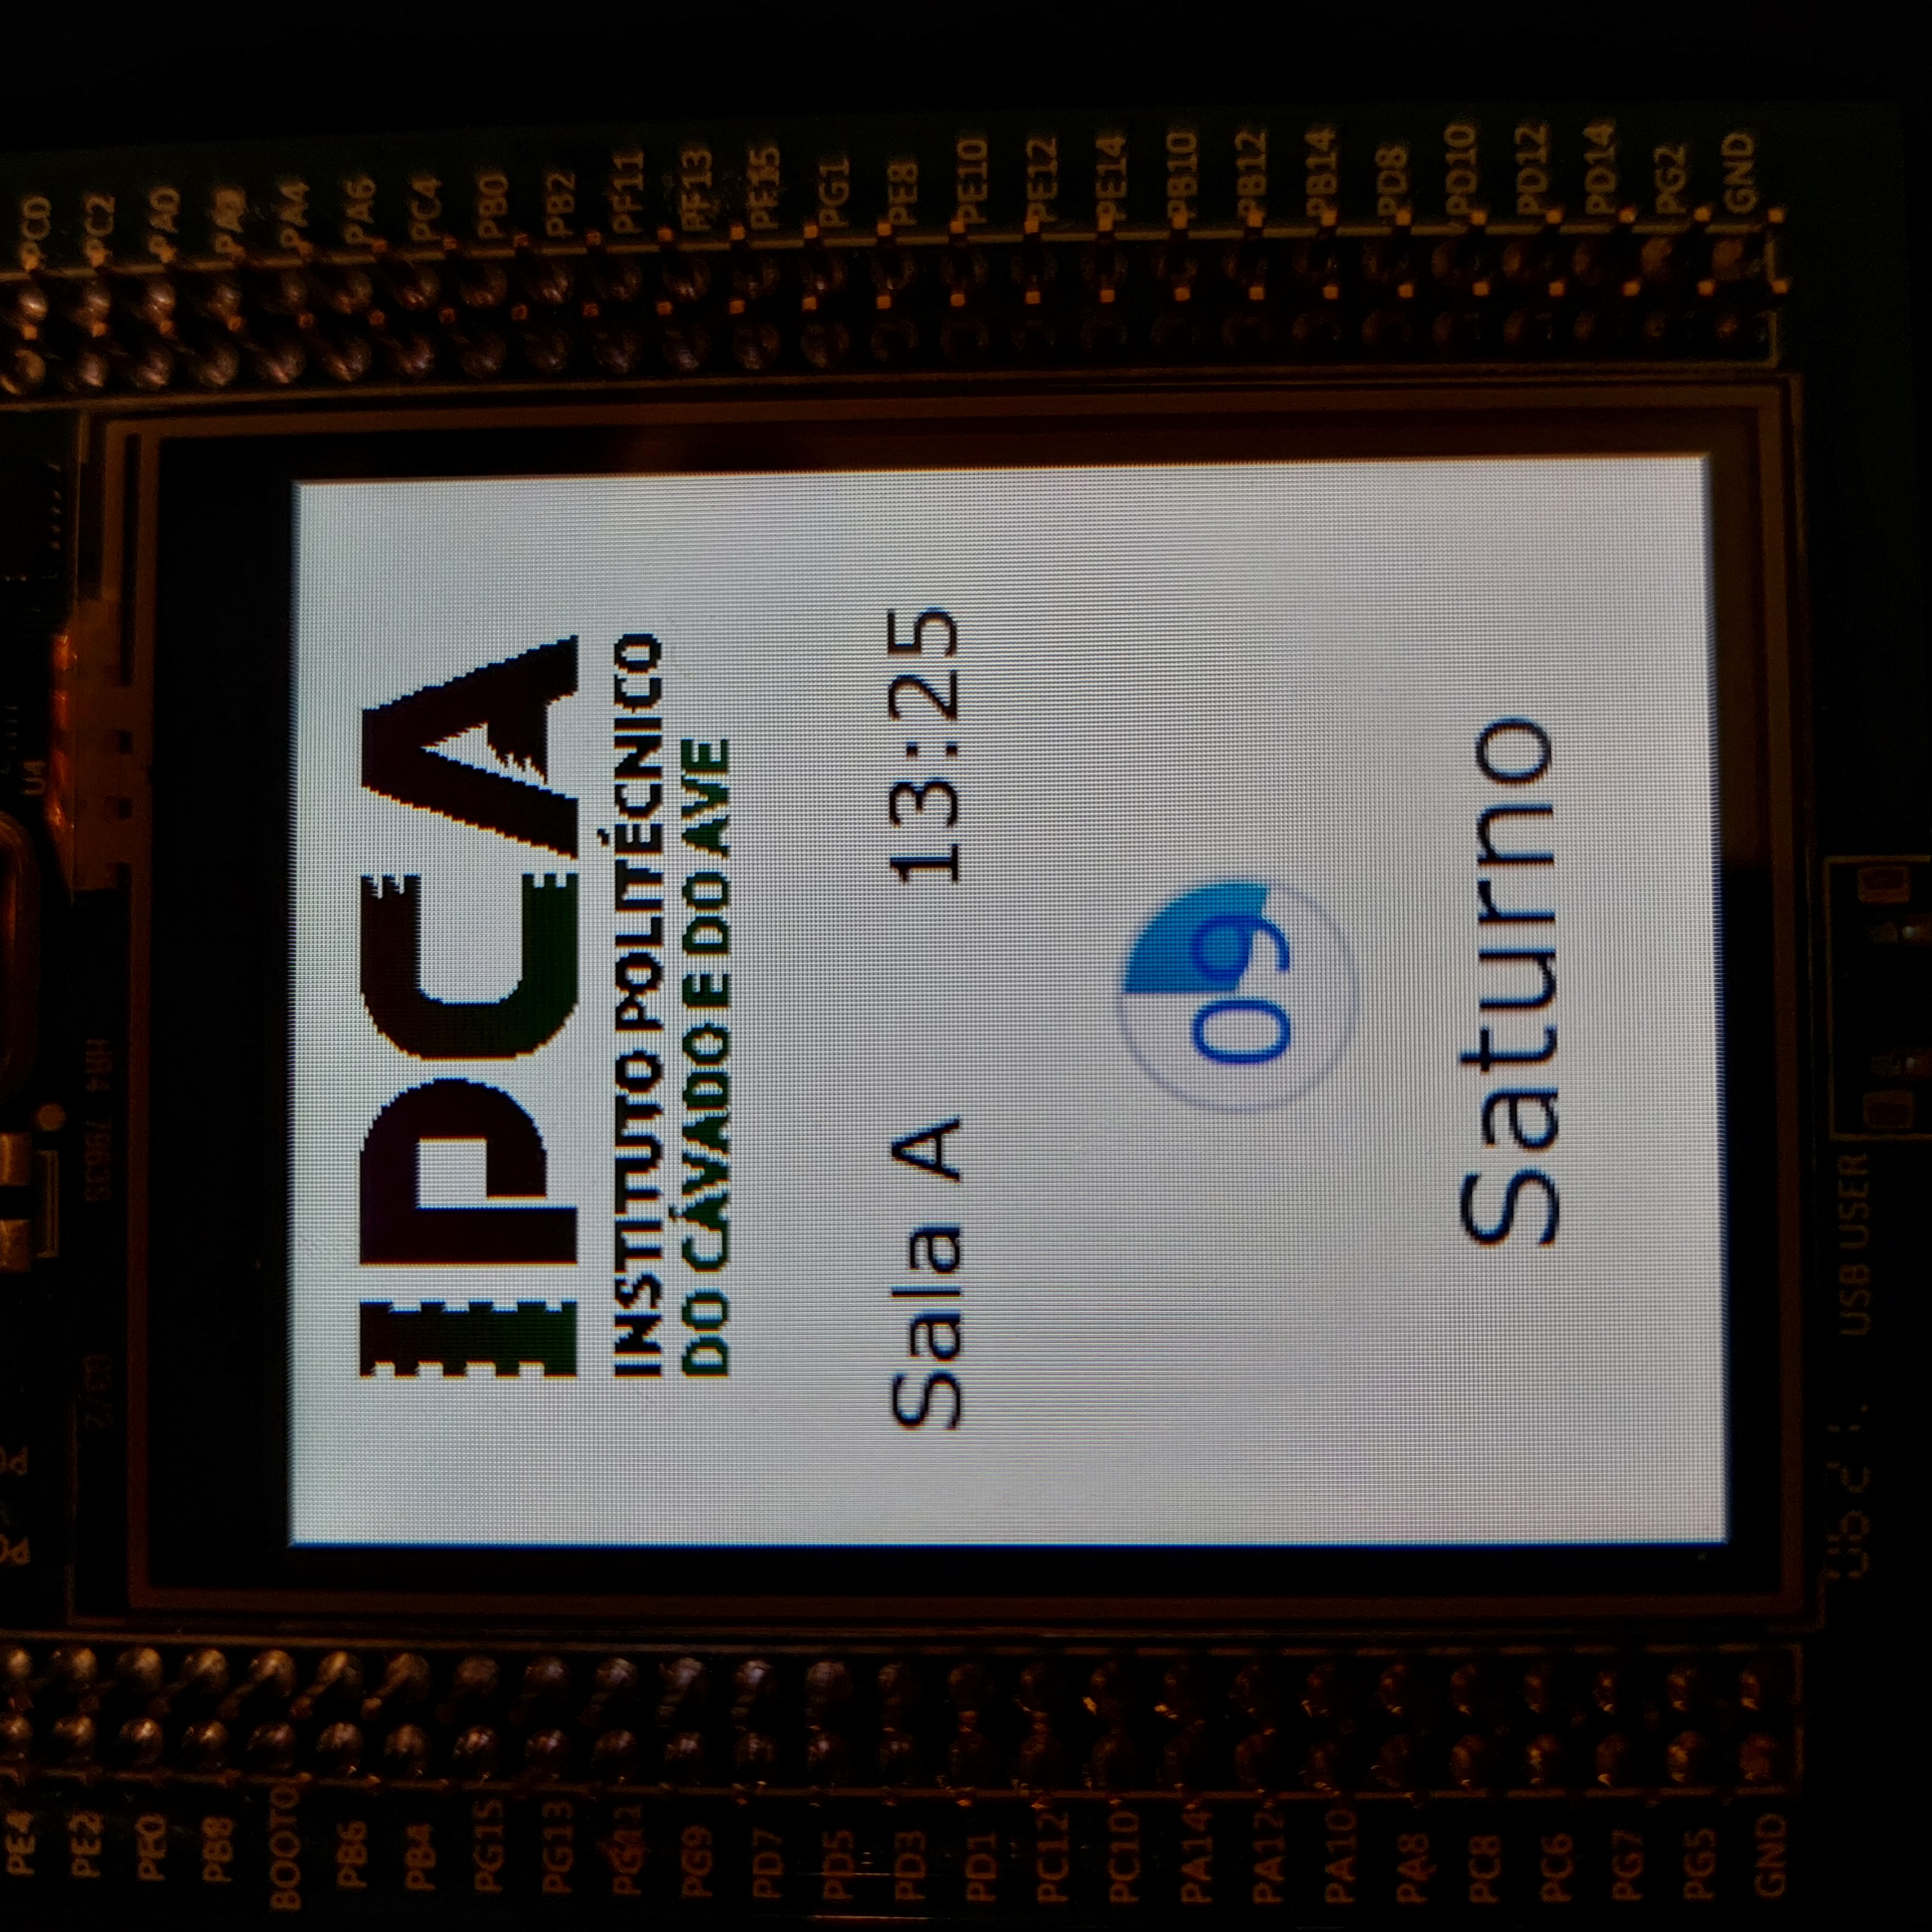 PE4
PE2
PE0
PB8
BOOT0
PB6
PB4
PG15
PG13
PG11
PG9
PD7
PD5
PD3
PD1
PC12
PC10
PA14
PA12
PA10
PA8
PC8
PC6
PG7
PG5
GND
U4
IPCA
INSTITUTO POLITÉCNICO
DO CÁVADO E DO AVE
Sala A 13:25
09
Saturno
USB USER
PC0
PC2
PA0
PA4
PA6
PC4
PB0
PB2
PF11
PF13
PE15
PG1
PE8
PE10
PE12
PE14
PB10
PB12
PB14
PD8
PD10
PD12
PD14
PG2
GND